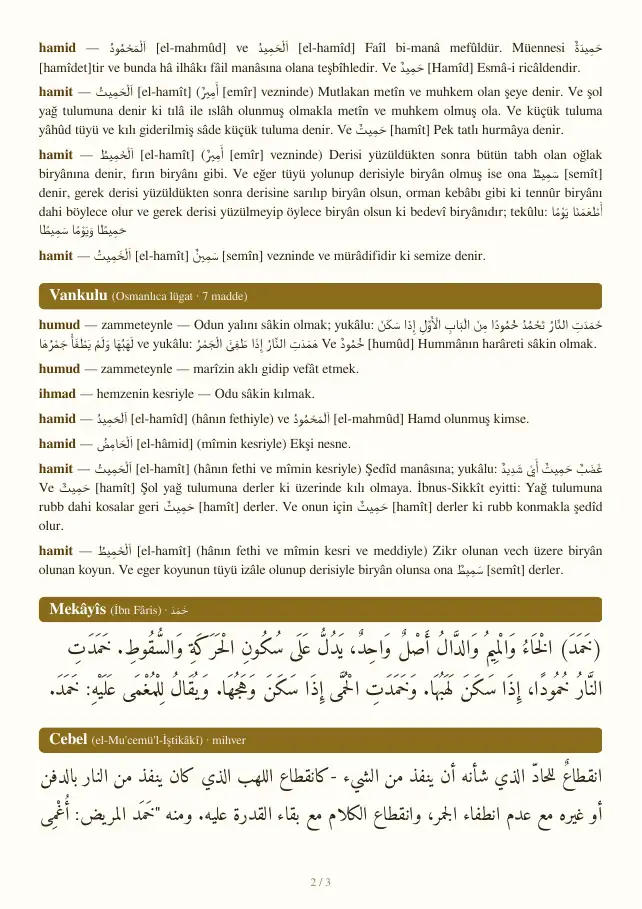 hamid — اَلْمَحْمُودُ [el-mahmûd] ve اَلْحَمِيدُ [el-hamîd] Faîl bi-manâ mefûldür. Müennesi حَمِيدَةٌ
[hamîdet]tir ve bunda hâ ilhâkı fâil manâsına olana teşbîhledir. Ve حَمِيدٌ [Hamîd] Esmâ-i ricâldendir.
hamit — اَلْحَمِيتُ [el-hamît] (أَمِيرٌ [emîr] vezninde) Mutlakan metîn ve muhkem olan şeye denir. Ve şol
yağ tulumuna denir ki tılâ ile ıslâh olunmuş olmakla metîn ve muhkem olmuş ola. Ve küçük tuluma
yâhûd tüyü ve kılı giderilmiş sâde küçük tuluma denir. Ve حَمِيتٌ [hamît] Pek tatlı hurmâya denir.
hamit — اَلْخَمِيطُ [el-hamît] (أَمِيرٌ [emîr] vezninde) Derisi yüzüldükten sonra bütün tabh olan oğlak
biryânına denir, fırın biryânı gibi. Ve eğer tüyü yolunup derisiyle biryân olmuş ise ona سَمِيطٌ [semît]
denir, gerek derisi yüzüldükten sonra derisine sarılıp biryân olsun, orman kebâbı gibi ki tennûr biryânı
dahi böylece olur ve gerek derisi yüzülmeyip öylece biryân olsun ki bedevî biryânıdır; tekûlu: أَطْعَمَنَا يَوْمًا
خَمِيطًا وَيَوْمًا سَمِيطًا
hamit — اَلْخَمِيتُ [el-hamît] سَمِينٌ [semîn] vezninde ve mürâdifidir ki semize denir.
Vankulu (Osmanlıca lügat · 7 madde)
humud — zammeteynle — Odun yalını sâkin olmak; yukâlu: خَمَدَتِ النَّارُ تَخْمُدُ خُمُودًا مِنَ الْبَابِ الْأَوَّلِ إِذَا سَكَنَ
لَهَبُهَا وَلَمْ يَطْفَأْ جَمْرُهَا ve yukâlu: هَمَدَتِ النَّارُ إِذَا طَفِئَ الْجَمْرُ Ve خُمُودٌ [humûd] Hummânın harâreti sâkin olmak.
humud — zammeteynle — marîzin aklı gidip vefât etmek.
ihmad — hemzenin kesriyle — Odu sâkin kılmak.
hamid — اَلْحَمِيدُ [el-hamîd] (hânın fethiyle) ve اَلْمَحْمُودُ [el-mahmûd] Hamd olunmuş kimse.
hamid — اَلْحَامِضُ [el-hâmid] (mîmin kesriyle) Ekşi nesne.
hamit — اَلْحَمِيتُ [el-hamît] (hânın fethi ve mîmin kesriyle) Şedîd manâsına; yukâlu: غَضَبٌ حَمِيتٌ أَيْ شَدِيدٌ
Ve حَمِيتٌ [hamît] Şol yağ tulumuna derler ki üzerinde kılı olmaya. İbnus-Sikkît eyitti: Yağ tulumuna
rubb dahi kosalar geri حَمِيتٌ [hamît] derler. Ve onun için حَمِيتٌ [hamît] derler ki rubb konmakla şedîd
olur.
hamit — اَلْخَمِيطُ [el-hamît] (hânın fethi ve mîmin kesri ve meddiyle) Zikr olunan vech üzere biryân
olunan koyun. Ve eger koyunun tüyü izâle olunup derisiyle biryân olunsa ona سَمِيطٌ [semît] derler.
Mekâyîs (İbn Fâris) · خَمَدَ
(خَمَدَ) الْخَاءُ وَالْمِيمُ وَالدَّالُ أَصْلٌ وَاحِدٌ، يَدُلُّ عَلَى سُكُونِ الْحَرَكَةِ وَالسُّقُوطِ. خَمَدَتِ
النَّارُ خُمُودًا، إِذَا سَكَنَ لَهَبُهَا. وَخَمَدَتِ الْحُمَّى إِذَا سَكَنَ وَهَجُهَا. وَيُقَالُ لِلْمُغْمَى عَلَيْهِ: خَمَدَ.
Cebel (el-Mu'cemü'l-İştikâkî) · mihver
انقطاعٌ للحادّ الذي شأنه أن ينفذ من الشيء -كانقطاع اللهب الذي كان ينفذ من النار بالدفن
أو غيره مع عدم انطفاء الجمر، وانقطاع الكلام مع بقاء القدرة عليه. ومنه "خَمَد المريض: أُغْمِى
2 / 3